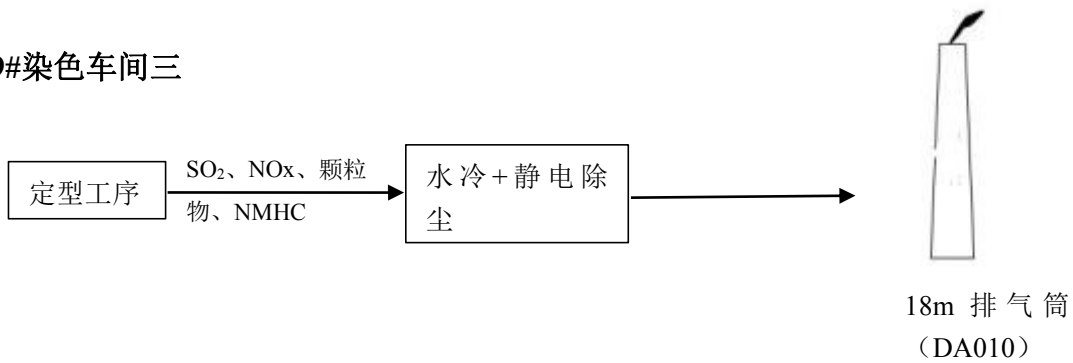 #染色车间三
定型工序
SO₂、NOx、颗粒
物、NMHC
水冷+静电除
尘
18m 排气筒
（DA010）